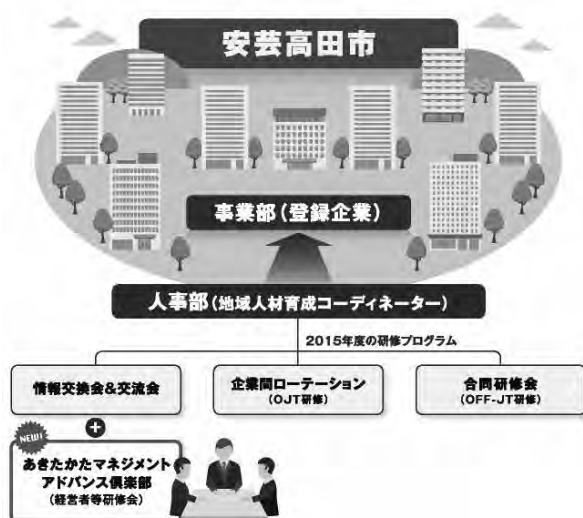 安芸高田市
事業部(登録企業)
人事部(地域人材育成コーディネーター)
2015年度の研修プログラム
情報交換会&交流会
企業間ローテーション
(OJT研修)
合同研修会
(OFF-JT研修)
NEW!
あきたかたマネジメント
アドバンス倶楽部
(経営者等研修会)